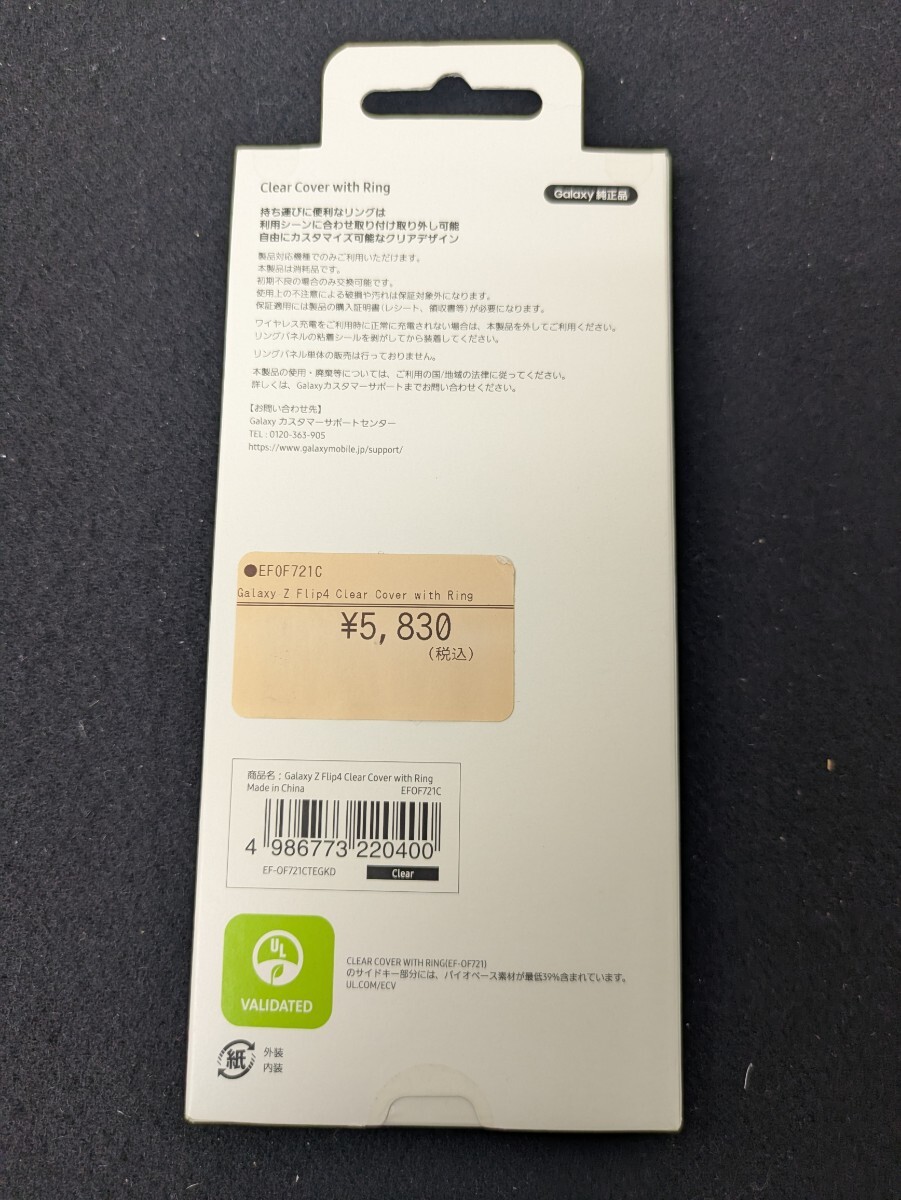 Clear Cover with Ring
Galaxy 純正品
持ち運びに便利なリングは
利用シーンに合わせ取り付け取り外し可能
自由にカスタマイズ可能なクリアデザイン
製品対応機種でのみご利用いただけます。
本製品は消耗品です。
初期不良の場合のみ交換可能です。
使用上の不注意による破損や汚れは保証対象外になります。
保証適用には製品の購入証明書(レシート、領収書等)が必要になります。
ワイヤレス充電をご利用時に正常に充電されない場合は、本製品を外してご利用ください。
リングパネルの粘着シールを剥がしてから装着してください。
リングパネル単体の販売は行っておりません。
本製品の使用・廃棄等については、ご利用の国/地域の法律に従ってください。
詳しくは、Galaxyカスタマーサポートまでお問い合わせください。
【お問い合わせ先】
Galaxy カスタマーサポートセンター
TEL : 0120-363-905
https://www.galaxymobile.jp/support/
●EFOF721C
Galaxy Z Flip4 Clear Cover with Ring
¥5,830
(税込)
商品名 : Galaxy Z Flip4 Clear Cover with Ring
Made in China EFOF721C
4 986773 220400
EF-OF721CTEGKD Clear
UL
VALIDATED
CLEAR COVER WITH RING(EF-OF721)
のサイドキー部分には、バイオベース素材が最低39%含まれています。
UL.COM/ECV
紙
外装
内装